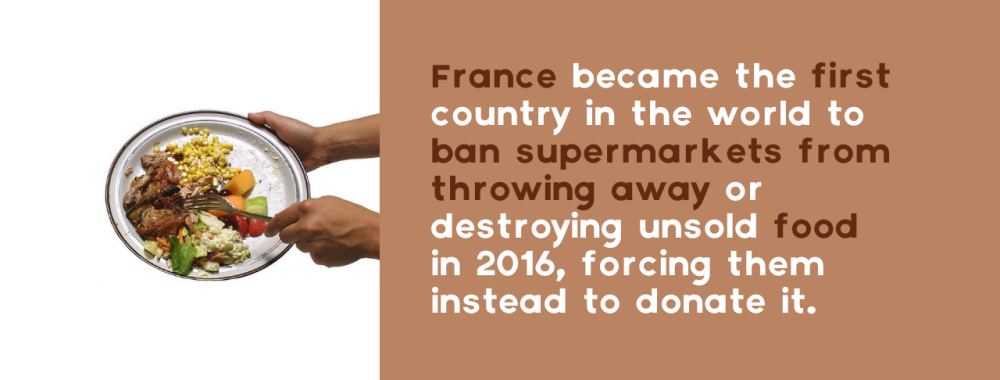 France became the first
country in the world to
ban supermarkets from
throwing away or
destroying unsold food
in 2016, forcing them
instead to donate it.